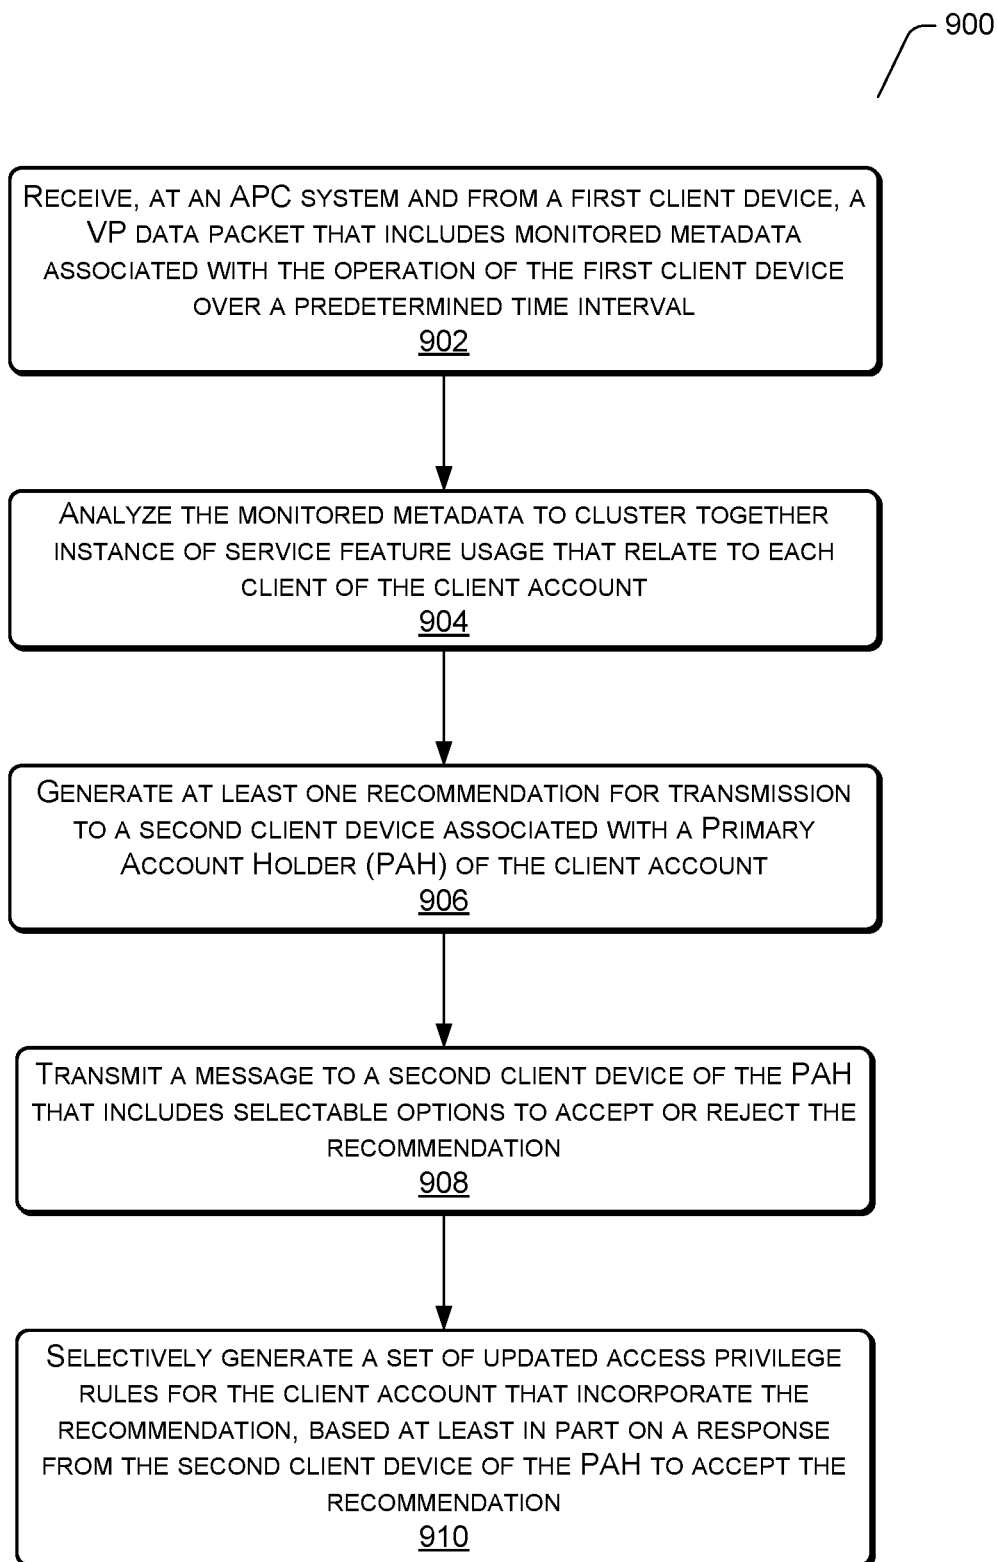 900
RECEIVE, AT AN APC SYSTEM AND FROM A FIRST CLIENT DEVICE, A
VP DATA PACKET THAT INCLUDES MONITORED METADATA
ASSOCIATED WITH THE OPERATION OF THE FIRST CLIENT DEVICE
OVER A PREDETERMINED TIME INTERVAL
902
ANALYZE THE MONITORED METADATA TO CLUSTER TOGETHER
INSTANCE OF SERVICE FEATURE USAGE THAT RELATE TO EACH
CLIENT OF THE CLIENT ACCOUNT
904
GENERATE AT LEAST ONE RECOMMENDATION FOR TRANSMISSION
TO A SECOND CLIENT DEVICE ASSOCIATED WITH A PRIMARY
ACCOUNT HOLDER (PAH) OF THE CLIENT ACCOUNT
906
TRANSMIT A MESSAGE TO A SECOND CLIENT DEVICE OF THE PAH
THAT INCLUDES SELECTABLE OPTIONS TO ACCEPT OR REJECT THE
RECOMMENDATION
908
SELECTIVELY GENERATE A SET OF UPDATED ACCESS PRIVILEGE
RULES FOR THE CLIENT ACCOUNT THAT INCORPORATE THE
RECOMMENDATION, BASED AT LEAST IN PART ON A RESPONSE
FROM THE SECOND CLIENT DEVICE OF THE PAH TO ACCEPT THE
RECOMMENDATION
910